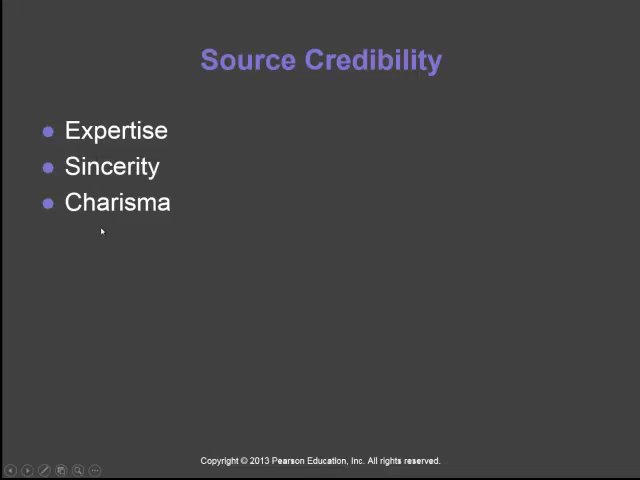 Source Credibility
Expertise
Sincerity
Charisma
Copyright © 2013 Pearson Education, Inc. All rights reserved.